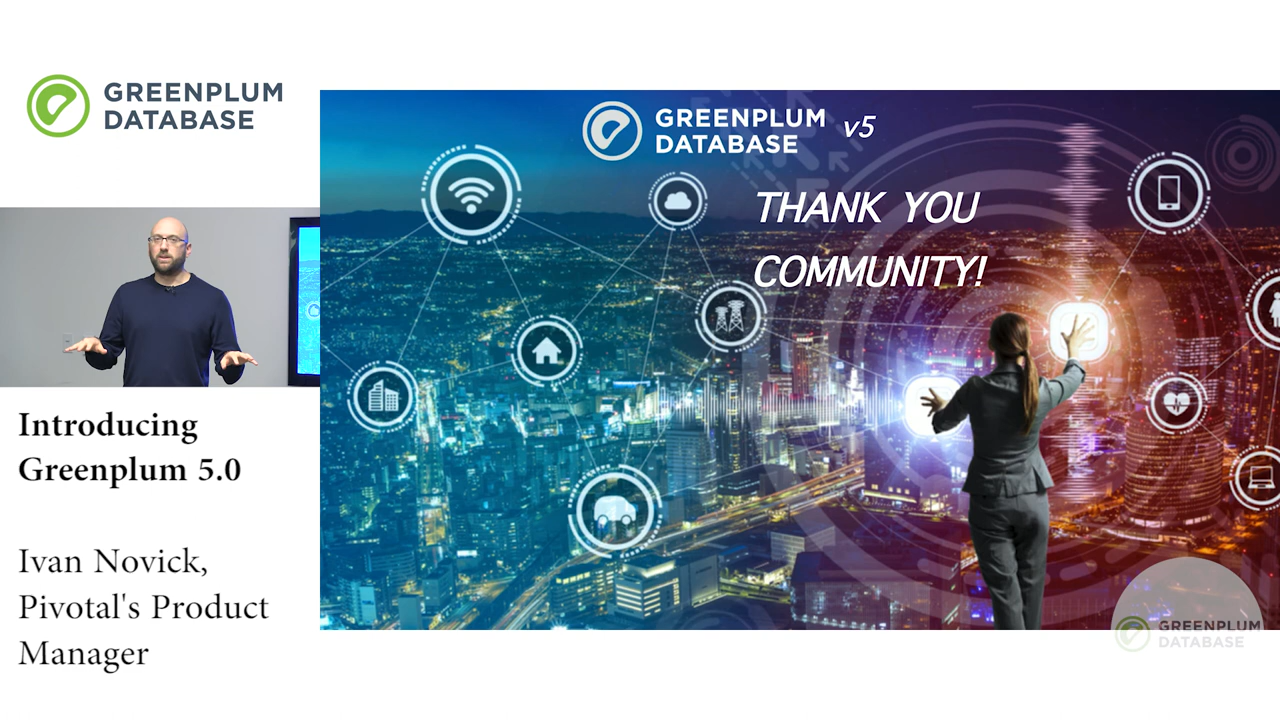 GREENPLUM
DATABASE
Introducing
Greenplum 5.0
Ivan Novick,
Pivotal's Product
Manager
GREENPLUM
DATABASE v5
THANK YOU
COMMUNITY!
GREENPLUM
DATABASE